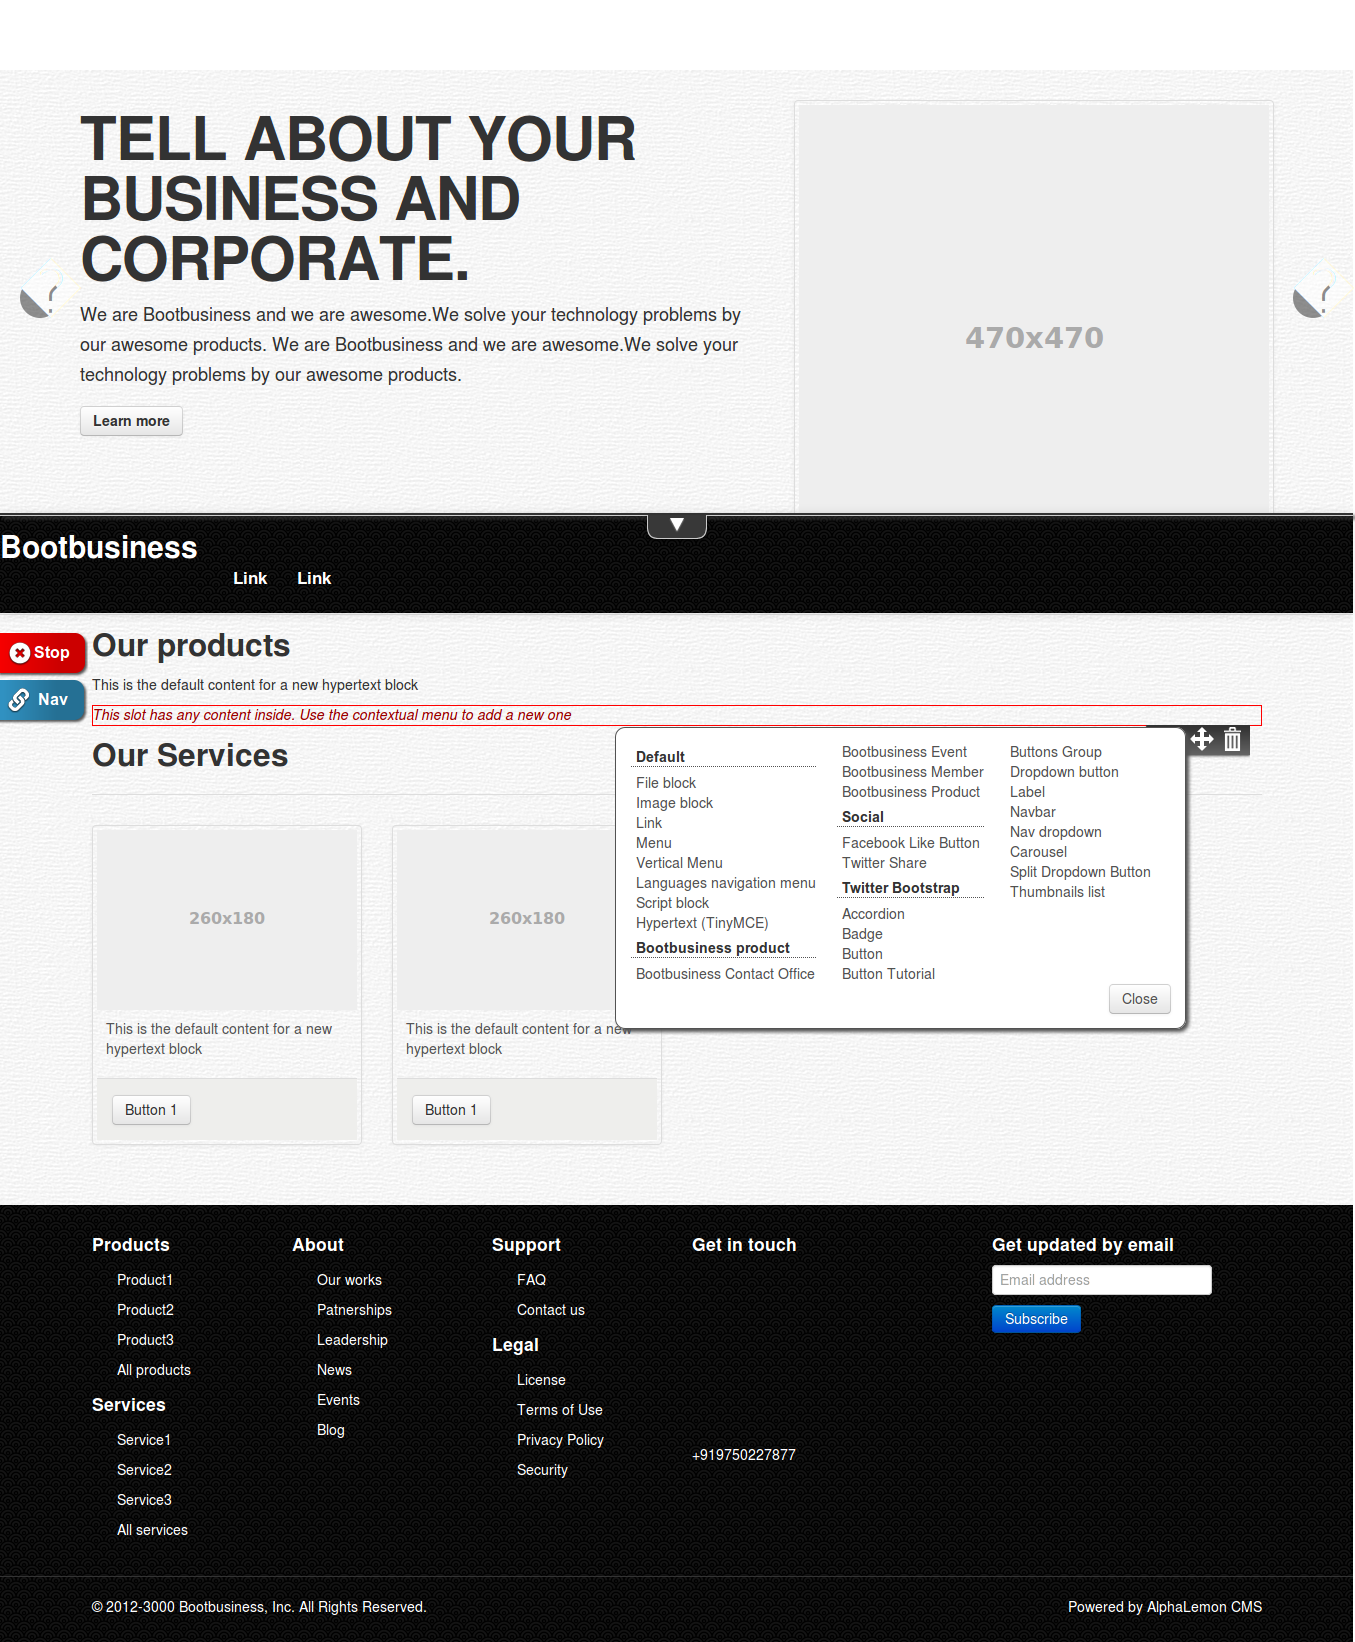 TELL ABOUT YOUR
BUSINESS AND
CORPORATE.
We are Bootbusiness and we are awesome.We solve your technology problems by
our awesome products. We are Bootbusiness and we are awesome.We solve your
technology problems by our awesome products.
Learn more
470x470
Bootbusiness
Link Link
Stop
Nav
Our products
This is the default content for a new hypertext block
This slot has any content inside. Use the contextual menu to add a new one
Our Services
Default
File block
Image block
Link
Menu
Vertical Menu
Languages navigation menu
Script block
Hypertext (TinyMCE)
Bootbusiness product
Bootbusiness Contact Office
Bootbusiness Event
Bootbusiness Member
Bootbusiness Product
Social
Facebook Like Button
Twitter Share
Twitter Bootstrap
Accordion
Badge
Button
Button Tutorial
Buttons Group
Dropdown button
Label
Navbar
Nav dropdown
Carousel
Split Dropdown Button
Thumbnails list
Close
260x180
This is the default content for a new
hypertext block
Button 1
260x180
This is the default content for a new
hypertext block
Button 1
Products
Product1
Product2
Product3
All products
Services
Service1
Service2
Service3
All services
About
Our works
Patnerships
Leadership
News
Events
Blog
Support
FAQ
Contact us
Legal
License
Terms of Use
Privacy Policy
Security
Get in touch
+919750227877
Get updated by email
Email address
Subscribe
© 2012-3000 Bootbusiness, Inc. All Rights Reserved.
Powered by AlphaLemon CMS